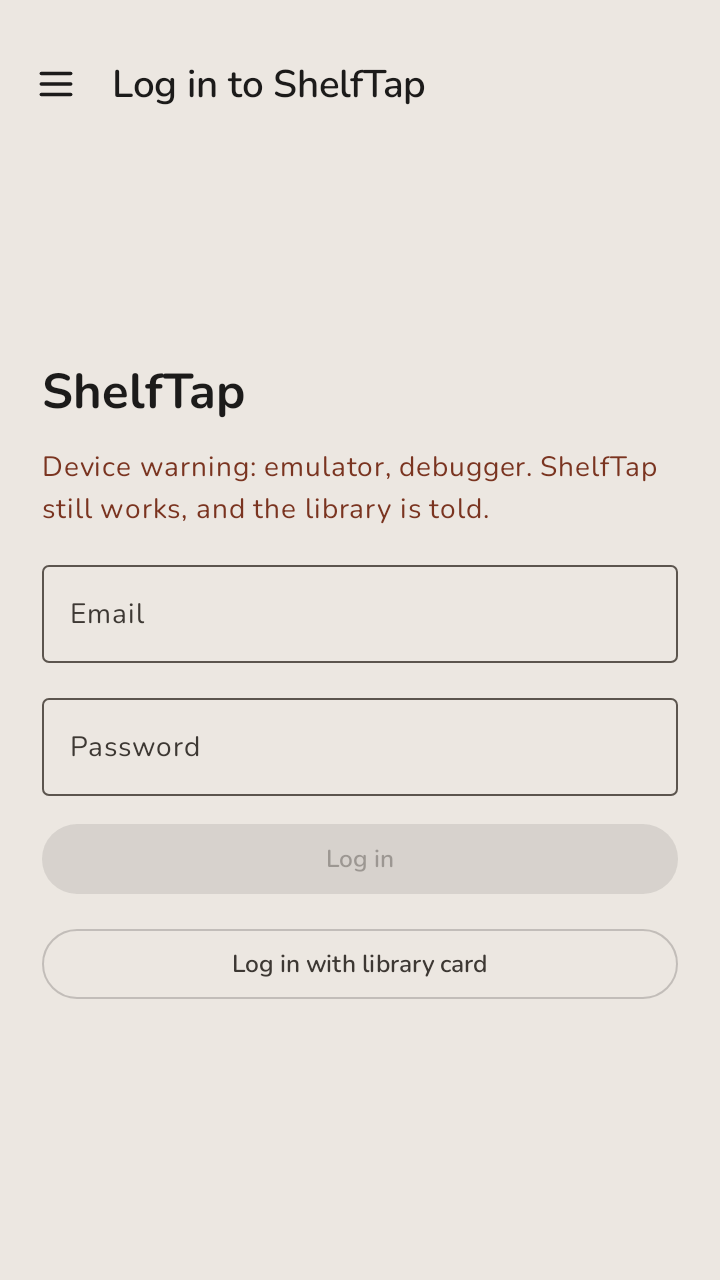 Log in to ShelfTap
ShelfTap
Device warning: emulator, debugger. ShelfTap
still works, and the library is told.
Email
Password
Log in
Log in with library card